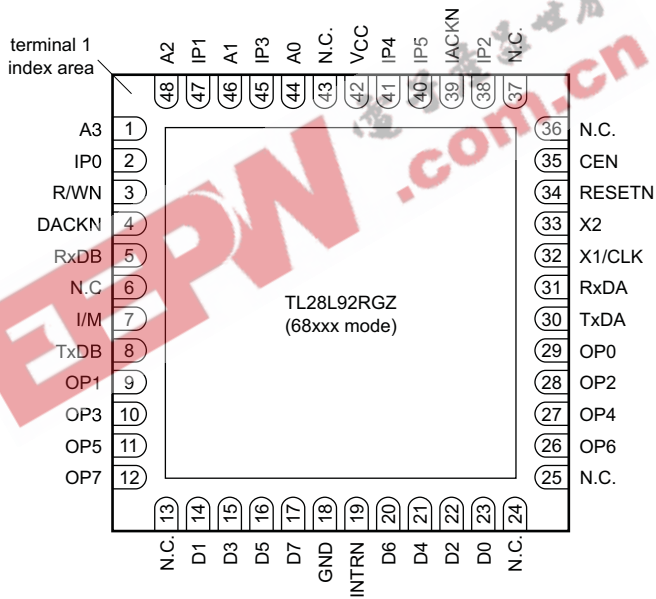 terminal 1
index area
A2
IP1
A1
IP3
A0
N.C.
VCC
IP4
IP5
IACKN
IP2
N.C.
48
47
46
45
44
43
42
41
40
39
38
37
A3 1
IP0 2
R/WN 3
DACKN 4
RxDB 5
N.C 6
I/M 7
TxDB 8
OP1 9
OP3 10
OP5 11
OP7 12
36 N.C.
35 CEN
34 RESETN
33 X2
32 X1/CLK
31 RxDA
30 TxDA
29 OP0
28 OP2
27 OP4
26 OP6
25 N.C.
TL28L92RGZ
(68xxx mode)
13
14
15
16
17
18
19
20
21
22
23
24
N.C.
D1
D3
D5
D7
GND
INTRN
D6
D4
D2
D0
N.C.
EEPW
.com.cn